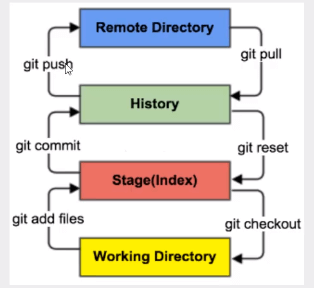 Remote Directory
git pull
git push
History
git commit
git reset
Stage(Index)
git add files
git checkout
Working Directory